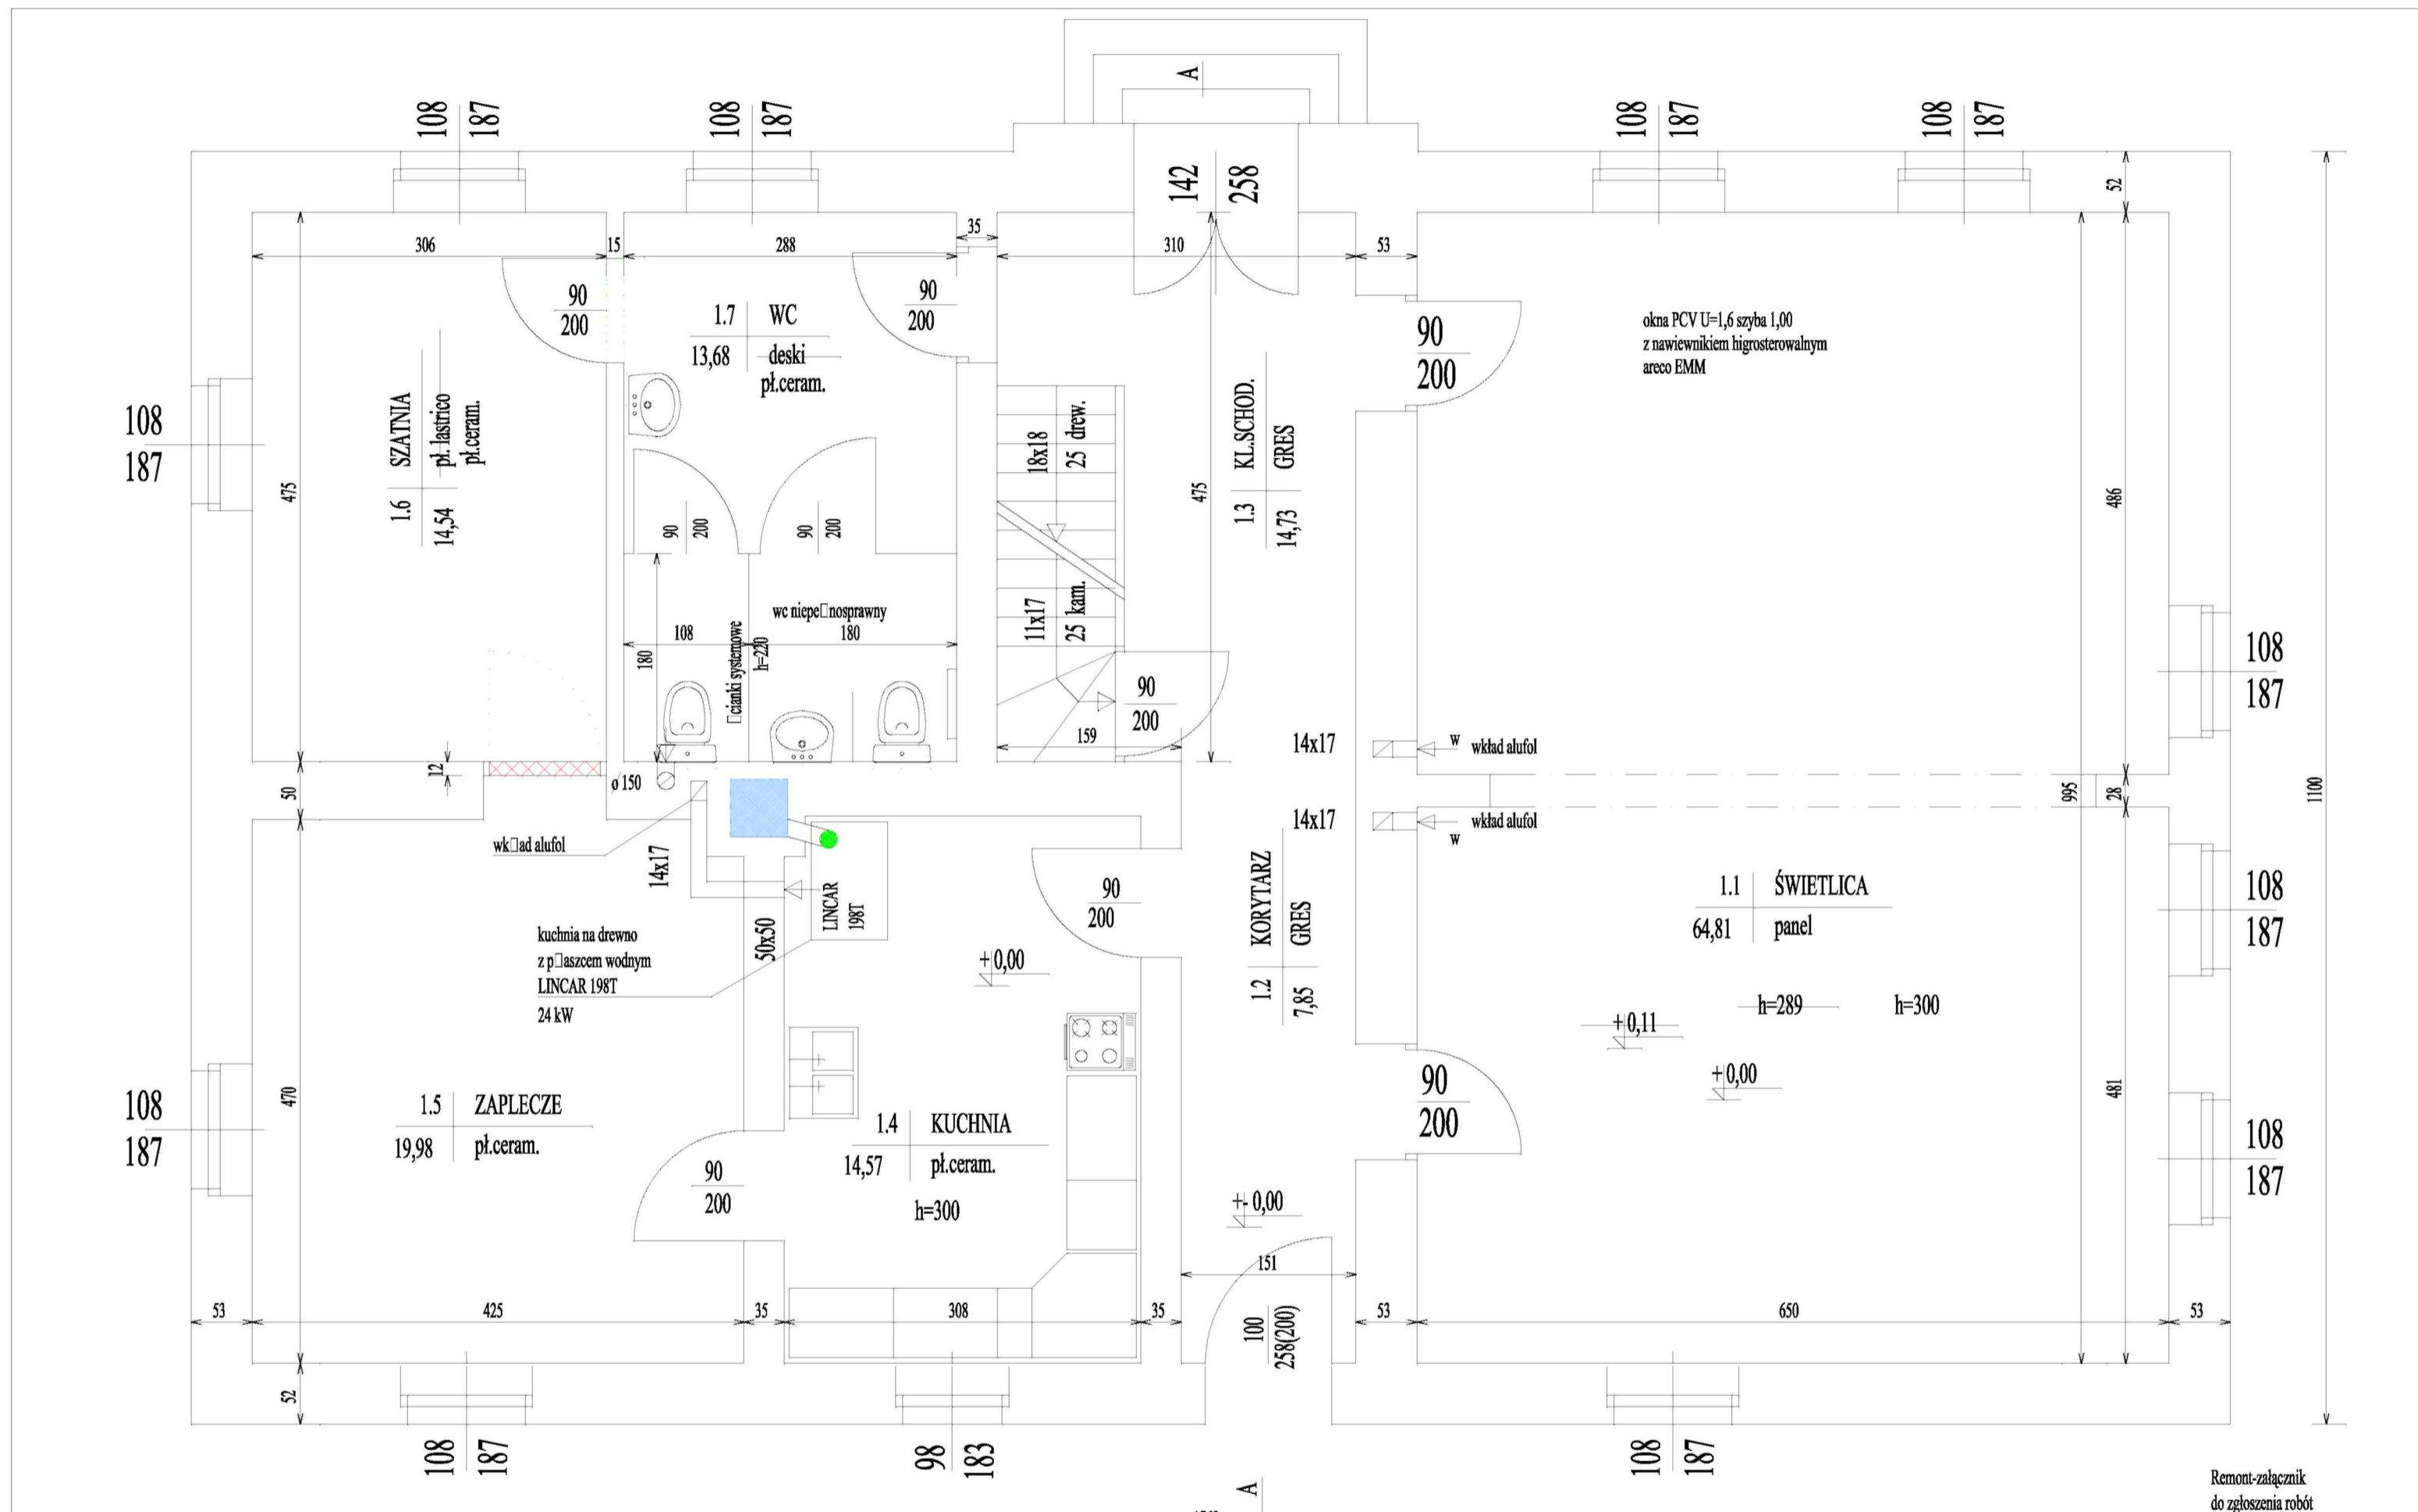 A
108
187
108
187
142
258
108
187
108
187
52
306
15
288
35
310
53
90
200
90
200
1.7 WC
13,68 deski
pł.ceram.
90
200
okna PCV U=1,6 szyba 1,00
z nawiewnikiem higrosterowalnym
areco EMM
108
187
1.6 SZATNIA
14,54 pł. lastrico
pł.ceram.
475
18x18
25 drew.
475
1.3 KL.SCHOD.
14,73 GRES
486
90
200
90
200
11x17
25 kam.
wc niepe□nosprawny
108
180
180
□cianki systemowe
h=220
90
200
159
108
187
14x17
w
wkład alufol
12
50
ø 150
995
28
1100
14x17
w
wkład alufol
wk□ad alufol
14x17
LINCAR
198T
90
200
50x50
kuchnia na drewno
z p□aszcem wodnym
LINCAR 198T
24 kW
+0,00
1.2 KORYTARZ
7,85 GRES
1.1 ŚWIETLICA
64,81 panel
108
187
h=289
h=300
+0,11
+0,00
108
187
470
1.5 ZAPLECZE
19,98 pł.ceram.
1.4 KUCHNIA
14,57 pł.ceram.
h=300
90
200
90
200
481
108
187
+- 0,00
151
53
425
35
308
35
100
258(200)
53
650
53
52
108
187
98
183
108
187
A
Remont-załącznik
do zgłoszenia robót